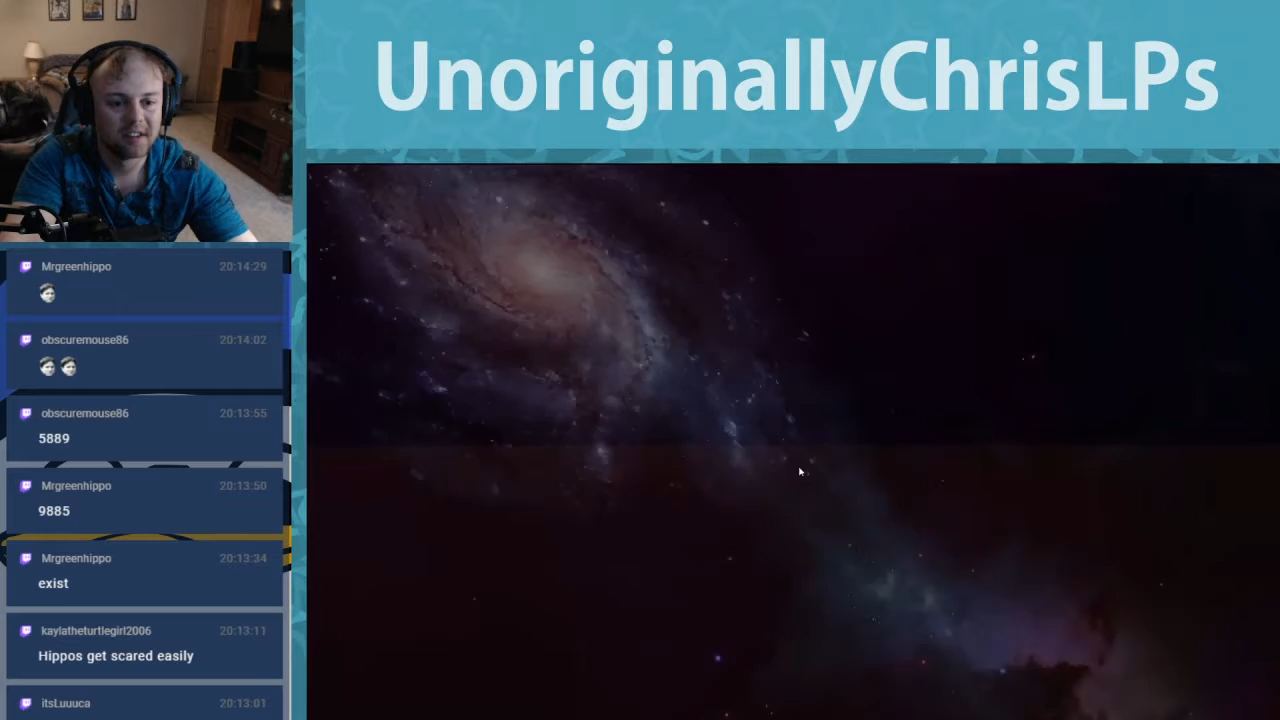 UnoriginallyChrisLPs
Mrgreenhippo 20:14:29
obscuremouse86 20:14:02
obscuremouse86 20:13:55
5889
Mrgreenhippo 20:13:50
9885
Mrgreenhippo 20:13:34
exist
kaylatheturtlegirl2006 20:13:11
Hippos get scared easily
itsLuuuca 20:13:01